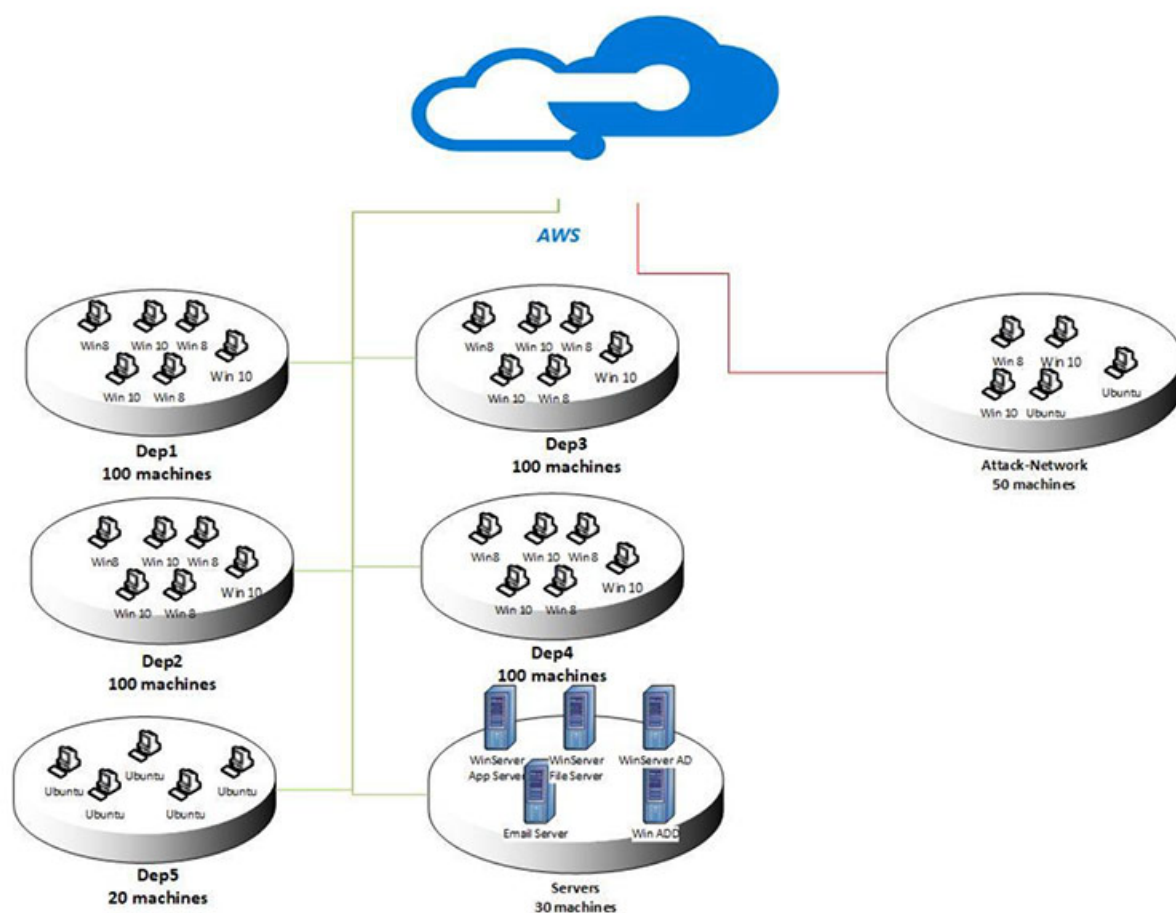 AWS
Win8
Win 10
Win 8
Win 10
Win 10
Win 8
Dep1
100 machines
Win8
Win 10
Win 8
Win 10
Win 10
Win 8
Dep3
100 machines
Win 8
Win 10
Ubuntu
Win 10
Ubuntu
Attack-Network
50 machines
Win8
Win 10
Win 8
Win 10
Win 10
Win 8
Dep2
100 machines
Win8
Win 10
Win 8
Win 10
Win 10
Win 8
Dep4
100 machines
Ubuntu
Ubuntu
Ubuntu
Ubuntu
Ubuntu
Dep5
20 machines
WinServer
App Server
WinServer
File Server
WinServer AD
Email Server
Win ADD
Servers
30 machines